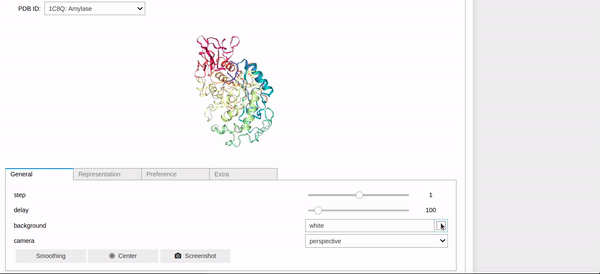 PDB ID: 1C8Q: Amylase
General Representation Preference Extra
step 1
delay 100
background white
camera perspective
Smoothing Center Screenshot